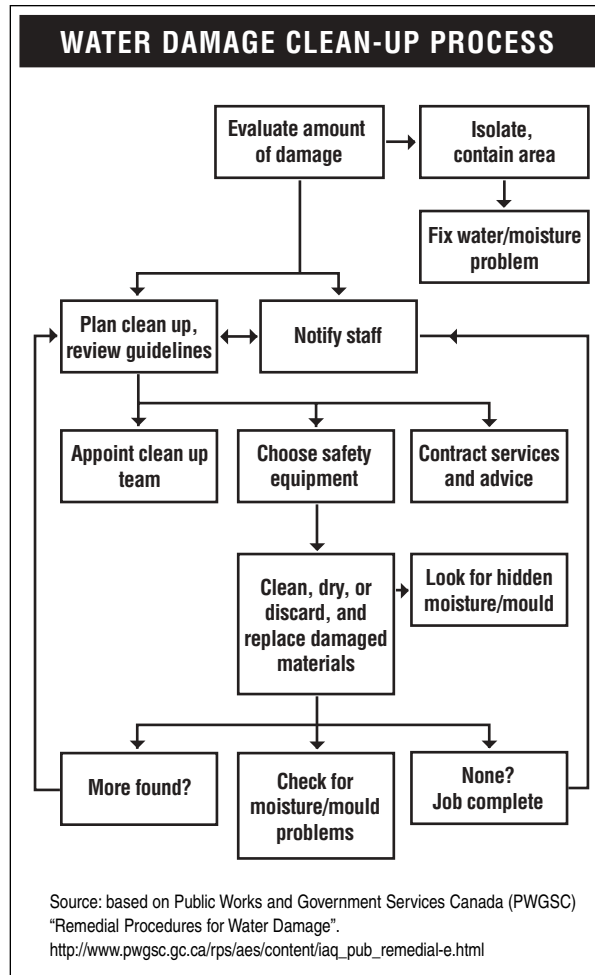 WATER DAMAGE CLEAN-UP PROCESS
Evaluate amount
of damage
Isolate,
contain area
Fix water/moisture
problem
Plan clean up,
review guidelines
Notify staff
Appoint clean up
team
Choose safety
equipment
Contract services
and advice
Clean, dry, or
discard, and
replace damaged
materials
Look for hidden
moisture/mould
More found?
Check for
moisture/mould
problems
None?
Job complete
Source: based on Public Works and Government Services Canada (PWGSC)
“Remedial Procedures for Water Damage”.
http://www.pwgsc.gc.ca/rps/aes/content/iaq_pub_remedial-e.html